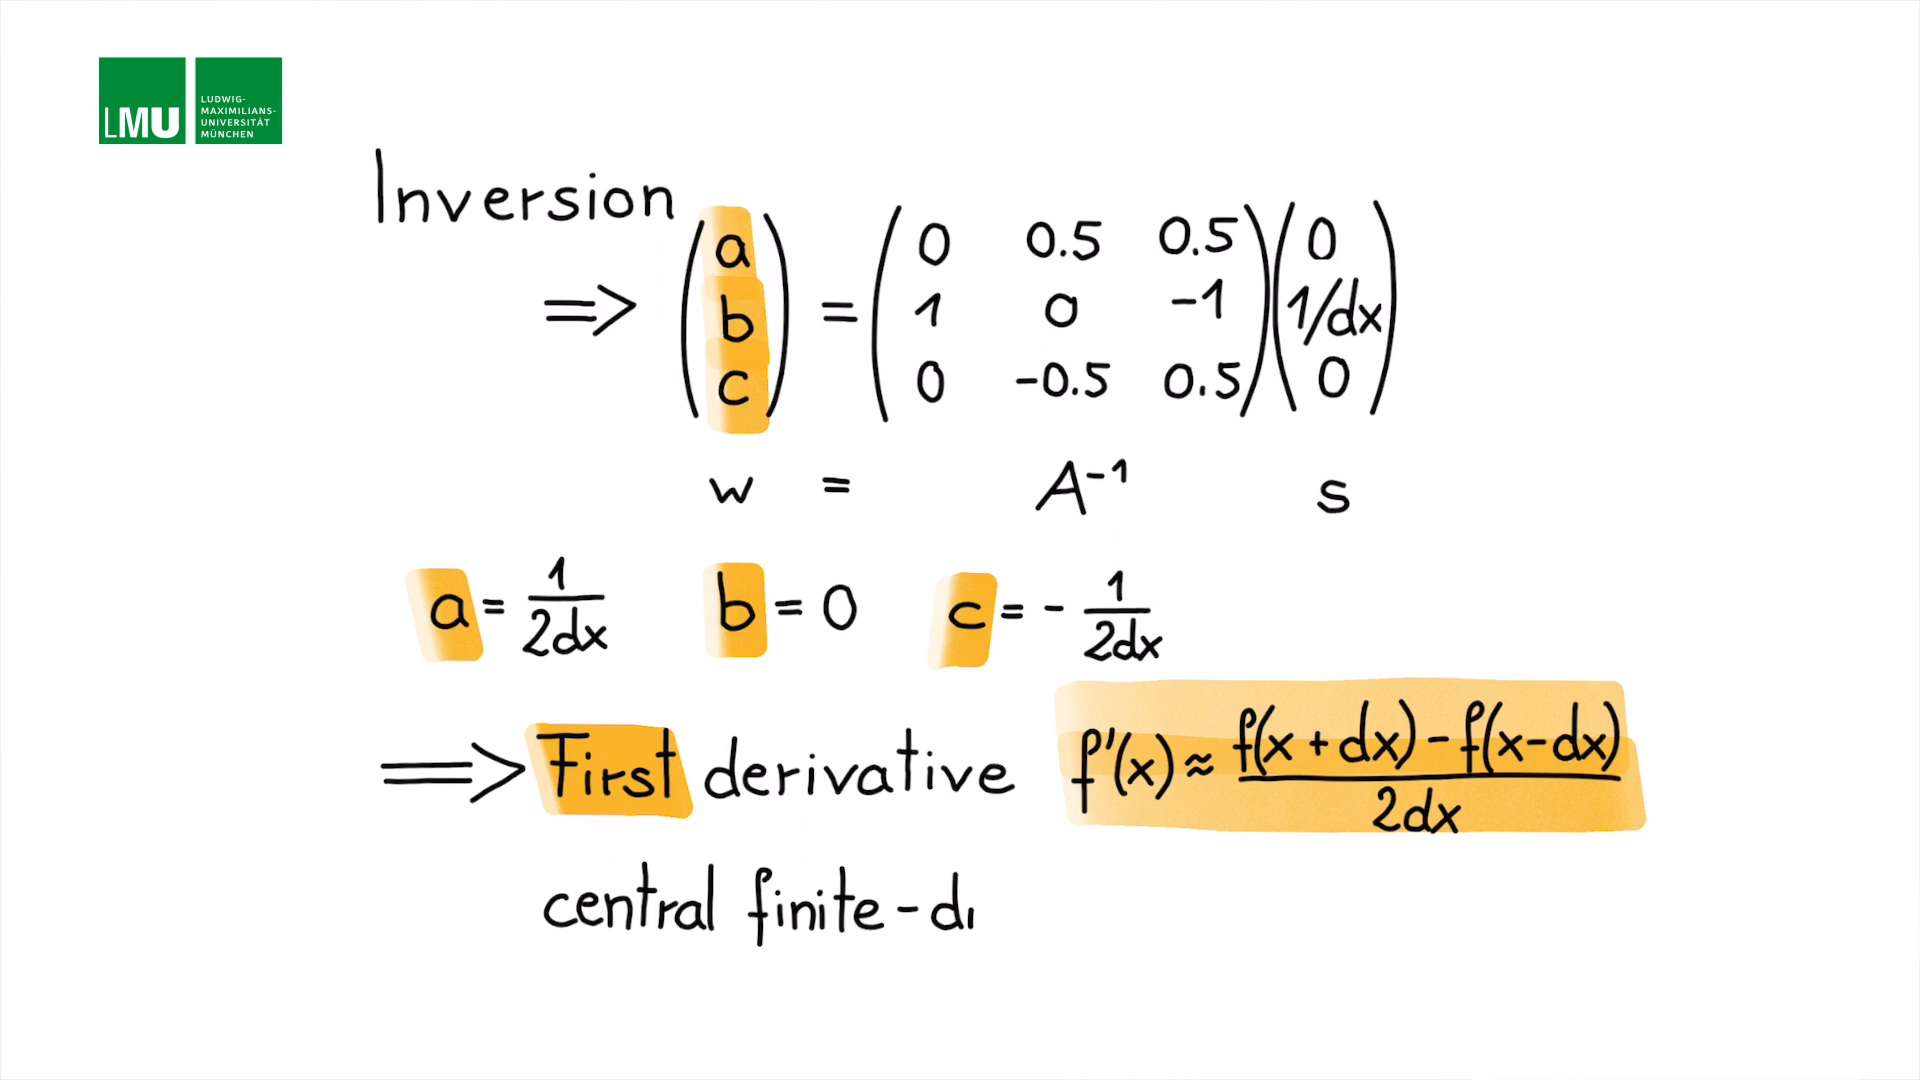 LMU
LUDWIG-
MAXIMILIANS-
UNIVERSITÄT
MÜNCHEN
Inversion
⇒ (a b c) = (0 0.5 0.5; 1 0 -1; 0 -0.5 0.5) (0 1/dx 0)
w = A⁻¹ s
a = 1/2dx b = 0 c = - 1/2dx
⇒ First derivative f'(x) ≈ f(x+dx) - f(x-dx) / 2dx
central finite - di